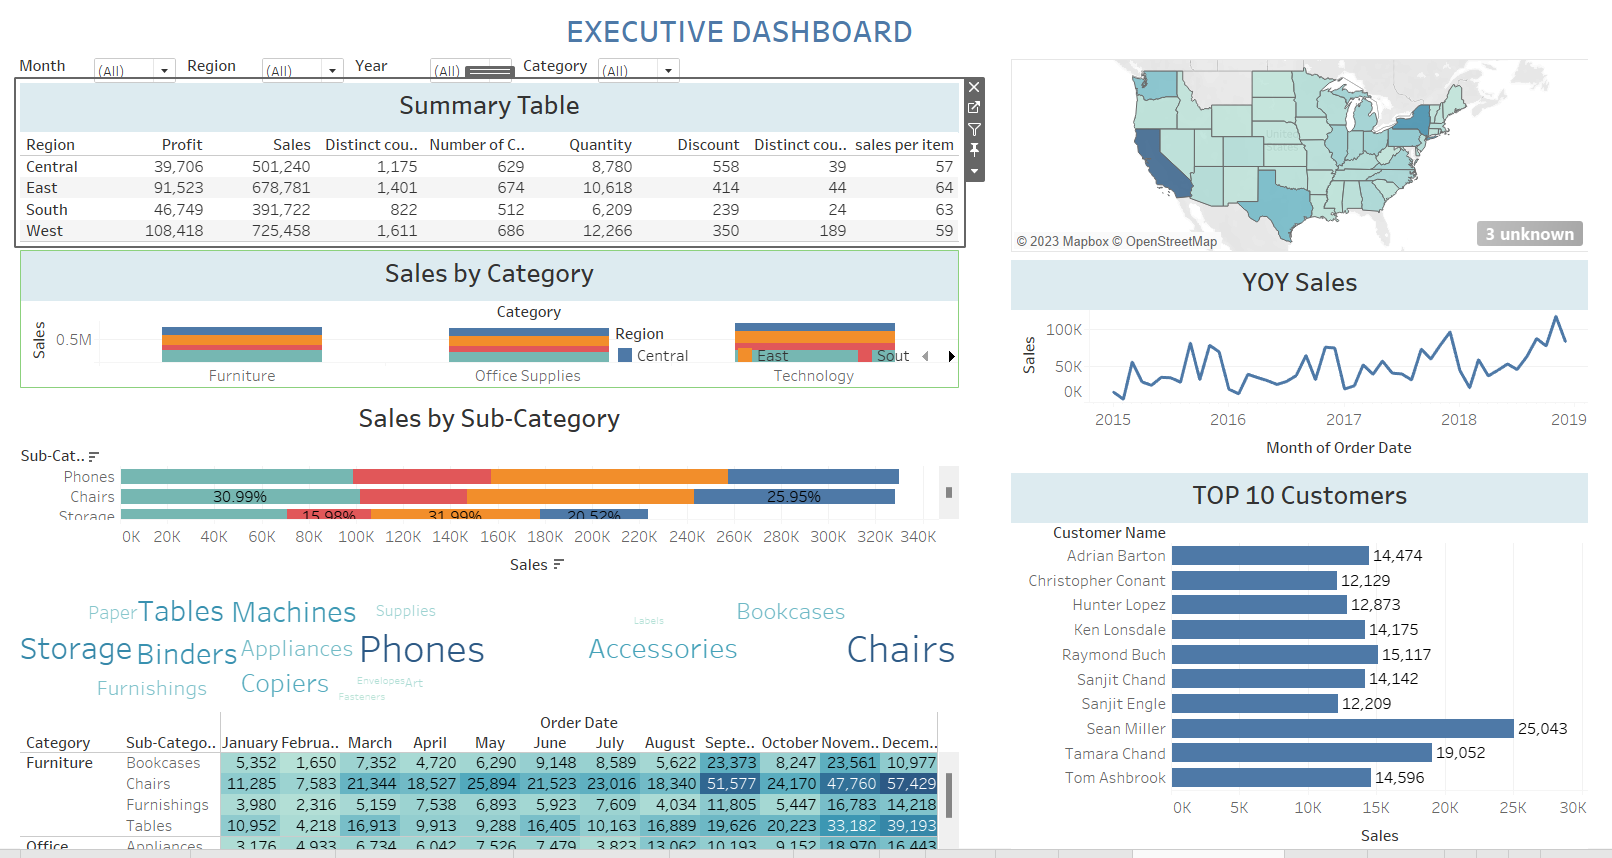 EXECUTIVE DASHBOARD
Month (All) Region (All) Year (All) Category (All)
Summary Table
Region Profit Sales Distinct cou.. Number of C.. Quantity Discount Distinct cou.. sales per item
Central 39,706 501,240 1,175 629 8,780 558 39 57
East 91,523 678,781 1,401 674 10,618 414 44 64
South 46,749 391,722 822 512 6,209 239 24 63
West 108,418 725,458 1,611 686 12,266 350 189 59
Sales by Category
Category
Sales
0.5M
Region
Central East Sout
Furniture Office Supplies Technology
Sales by Sub-Category
Sub-Cat..
Phones
Chairs 30.99% 25.95%
Storage 15.98% 31.99% 20.52%
0K 20K 40K 60K 80K 100K 120K 140K 160K 180K 200K 220K 240K 260K 280K 300K 320K 340K
Sales
Paper Tables Machines Supplies Labels Bookcases
Storage Binders Appliances Phones Accessories Chairs
Furnishings Copiers Envelopes Art
Fasteners
Order Date
Category Sub-Catego.. January Februa.. March April May June July August Septe.. October Novem.. Decem..
Furniture Bookcases 5,352 1,650 7,352 4,720 6,290 9,148 8,589 5,622 23,373 8,247 23,561 10,977
Chairs 11,285 7,583 21,344 18,527 25,894 21,523 23,016 18,340 51,577 24,170 47,760 57,429
Furnishings 3,980 2,316 5,159 7,538 6,893 5,923 7,609 4,034 11,805 5,447 16,783 14,218
Tables 10,952 4,218 16,913 9,913 9,288 16,405 10,163 16,889 19,626 20,223 33,182 39,193
Office Appliances 3,176 4,933 6,734 6,042 7,526 7,479 3,823 13,062 10,193 9,152 18,970 16,443
United
States
© 2023 Mapbox © OpenStreetMap
3 unknown
YOY Sales
Sales
100K
50K
0K
2015 2016 2017 2018 2019
Month of Order Date
TOP 10 Customers
Customer Name
Adrian Barton 14,474
Christopher Conant 12,129
Hunter Lopez 12,873
Ken Lonsdale 14,175
Raymond Buch 15,117
Sanjit Chand 14,142
Sanjit Engle 12,209
Sean Miller 25,043
Tamara Chand 19,052
Tom Ashbrook 14,596
0K 5K 10K 15K 20K 25K 30K
Sales